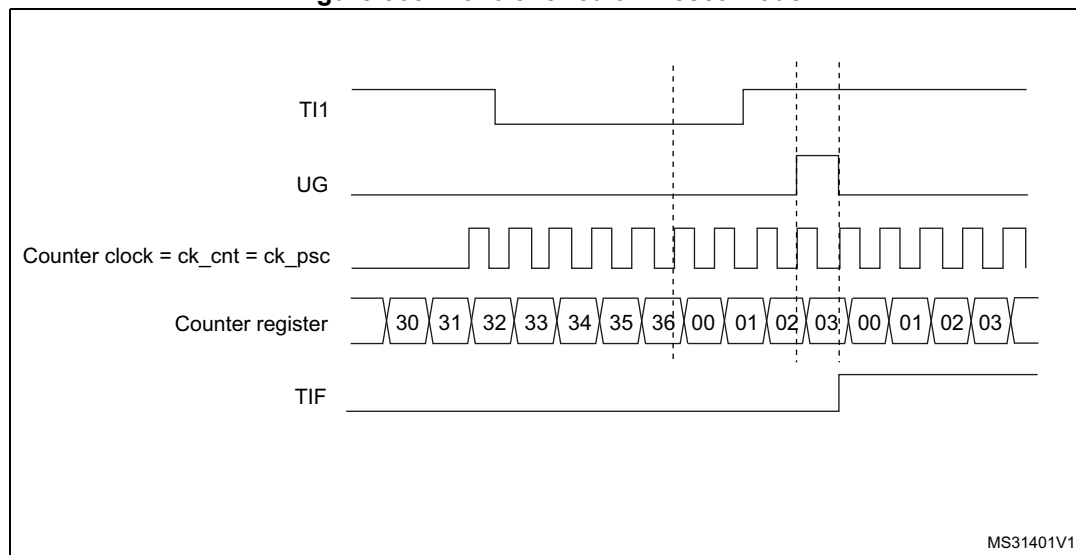 TI1
UG
Counter clock = ck_cnt = ck_psc
Counter register 30 31 32 33 34 35 36 00 01 02 03 00 01 02 03
TIF
MS31401V1